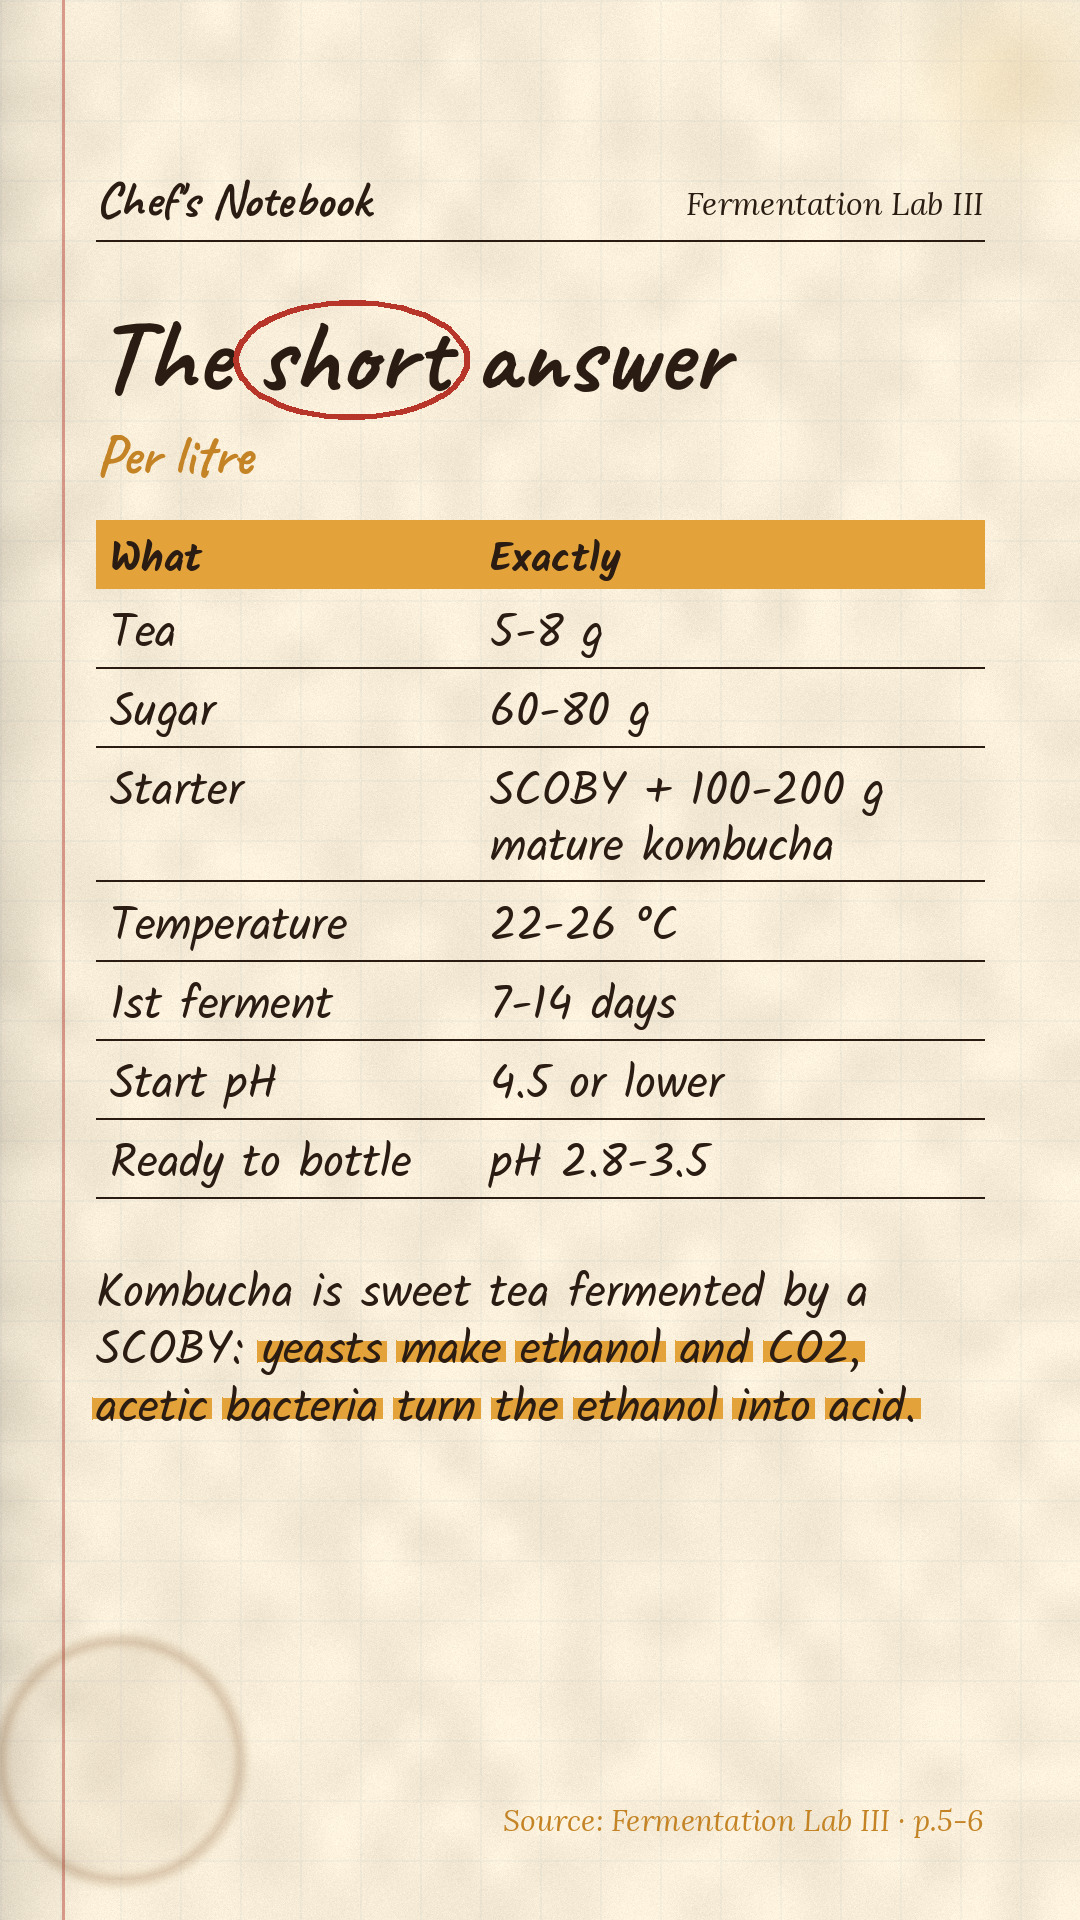 Chef's Notebook
Fermentation Lab III
The short answer
Per litre
What Exactly
Tea 5-8 g
Sugar 60-80 g
Starter SCOBY + 100-200 g
mature kombucha
Temperature 22-26 °C
1st ferment 7-14 days
Start pH 4.5 or lower
Ready to bottle pH 2.8-3.5
Kombucha is sweet tea fermented by a
SCOBY: yeasts make ethanol and CO2,
acetic bacteria turn the ethanol into acid.
Source: Fermentation Lab III · p.5-6